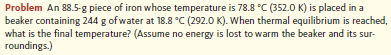 Problem An 88.5-g piece of iron whose temperature is 78.8 °C (352.0 K) is placed in a
beaker containing 244 g of water at 18.8 °C (292.0 K). When thermal equilibrium is reached,
what is the final temperature? (Assume no energy is lost to warm the beaker and its sur-
roundings.)